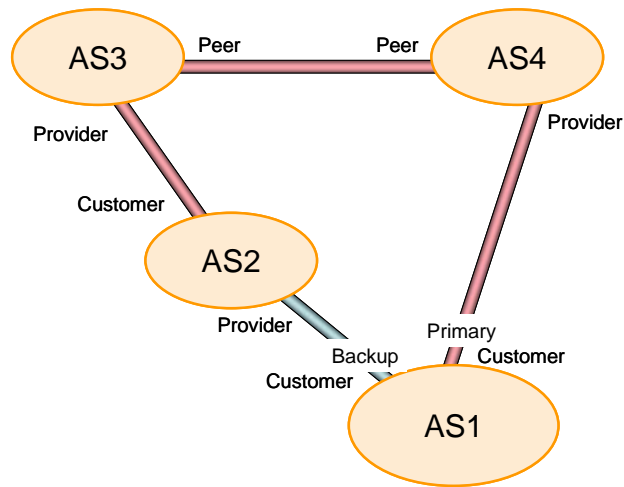 AS3
Peer
Peer
AS4
Provider
Provider
Customer
AS2
Provider
Primary
Backup
Customer
Customer
AS1